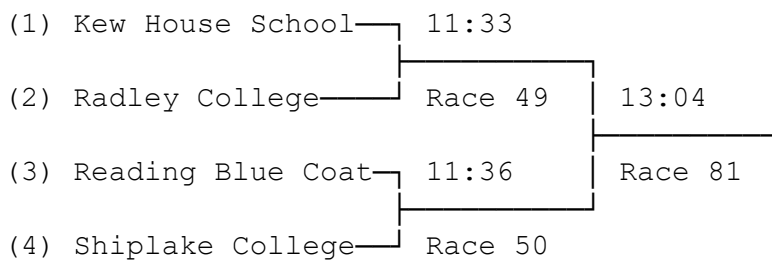 (1) Kew House School 11:33
(2) Radley College Race 49 13:04
(3) Reading Blue Coat 11:36 Race 81
(4) Shiplake College Race 50